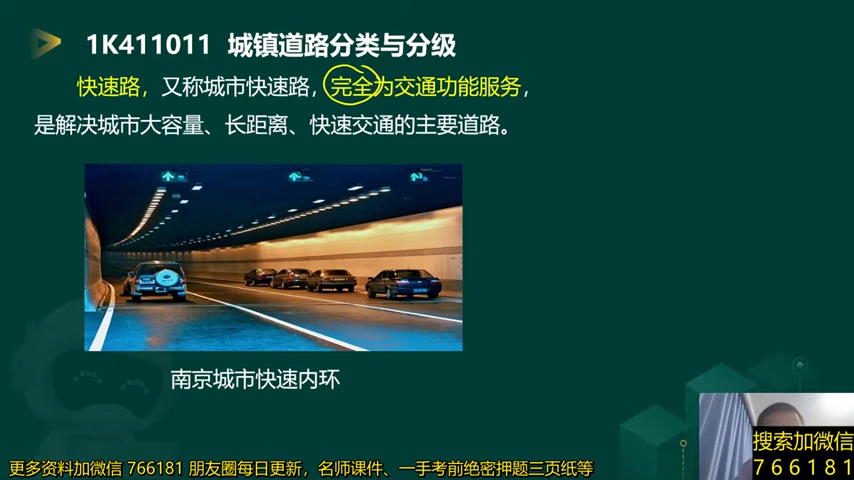 1K411011 城镇道路分类与分级
快速路，又称城市快速路，完全为交通功能服务，
是解决城市大容量、长距离、快速交通的主要道路。
南京城市快速内环
搜索加微信
766181
更多资料加微信 766181 朋友圈每日更新，名师课件、一手考前绝密押题三页纸等